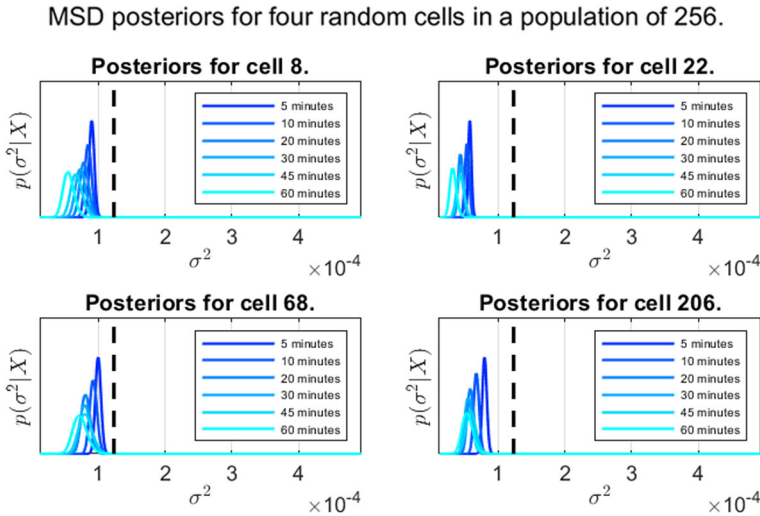 MSD posteriors for four random cells in a population of 256.
Posteriors for cell 8.
p(σ²|X)
5 minutes
10 minutes
20 minutes
30 minutes
45 minutes
60 minutes
1 2 3 4
σ²
×10⁻⁴
Posteriors for cell 22.
p(σ²|X)
5 minutes
10 minutes
20 minutes
30 minutes
45 minutes
60 minutes
1 2 3 4
σ²
×10⁻⁴
Posteriors for cell 68.
p(σ²|X)
5 minutes
10 minutes
20 minutes
30 minutes
45 minutes
60 minutes
1 2 3 4
σ²
×10⁻⁴
Posteriors for cell 206.
p(σ²|X)
5 minutes
10 minutes
20 minutes
30 minutes
45 minutes
60 minutes
1 2 3 4
σ²
×10⁻⁴